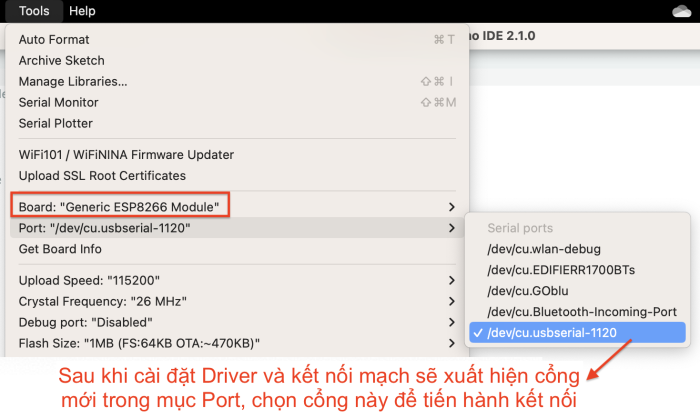 Tools Help
no IDE 2.1.0
Auto Format ⌘ T
Archive Sketch
Manage Libraries... ⇧ ⌘ I
Serial Monitor ⇧ ⌘ M
Serial Plotter
WiFi101 / WiFiNINA Firmware Updater
Upload SSL Root Certificates
Board: "Generic ESP8266 Module"
Port: "/dev/cu.usbserial-1120"
Get Board Info
Upload Speed: "115200"
Crystal Frequency: "26 MHz"
Debug port: "Disabled"
Flash Size: "1MB (FS:64KB OTA:~470KB)"
Serial ports
/dev/cu.wlan-debug
/dev/cu.EDIFIERR1700BTs
/dev/cu.GOblu
/dev/cu.Bluetooth-Incoming-Port
✓ /dev/cu.usbserial-1120
Sau khi cài đặt Driver và kết nối mạch sẽ xuất hiện cổng
mới trong mục Port, chọn cổng này để tiến hành kết nối